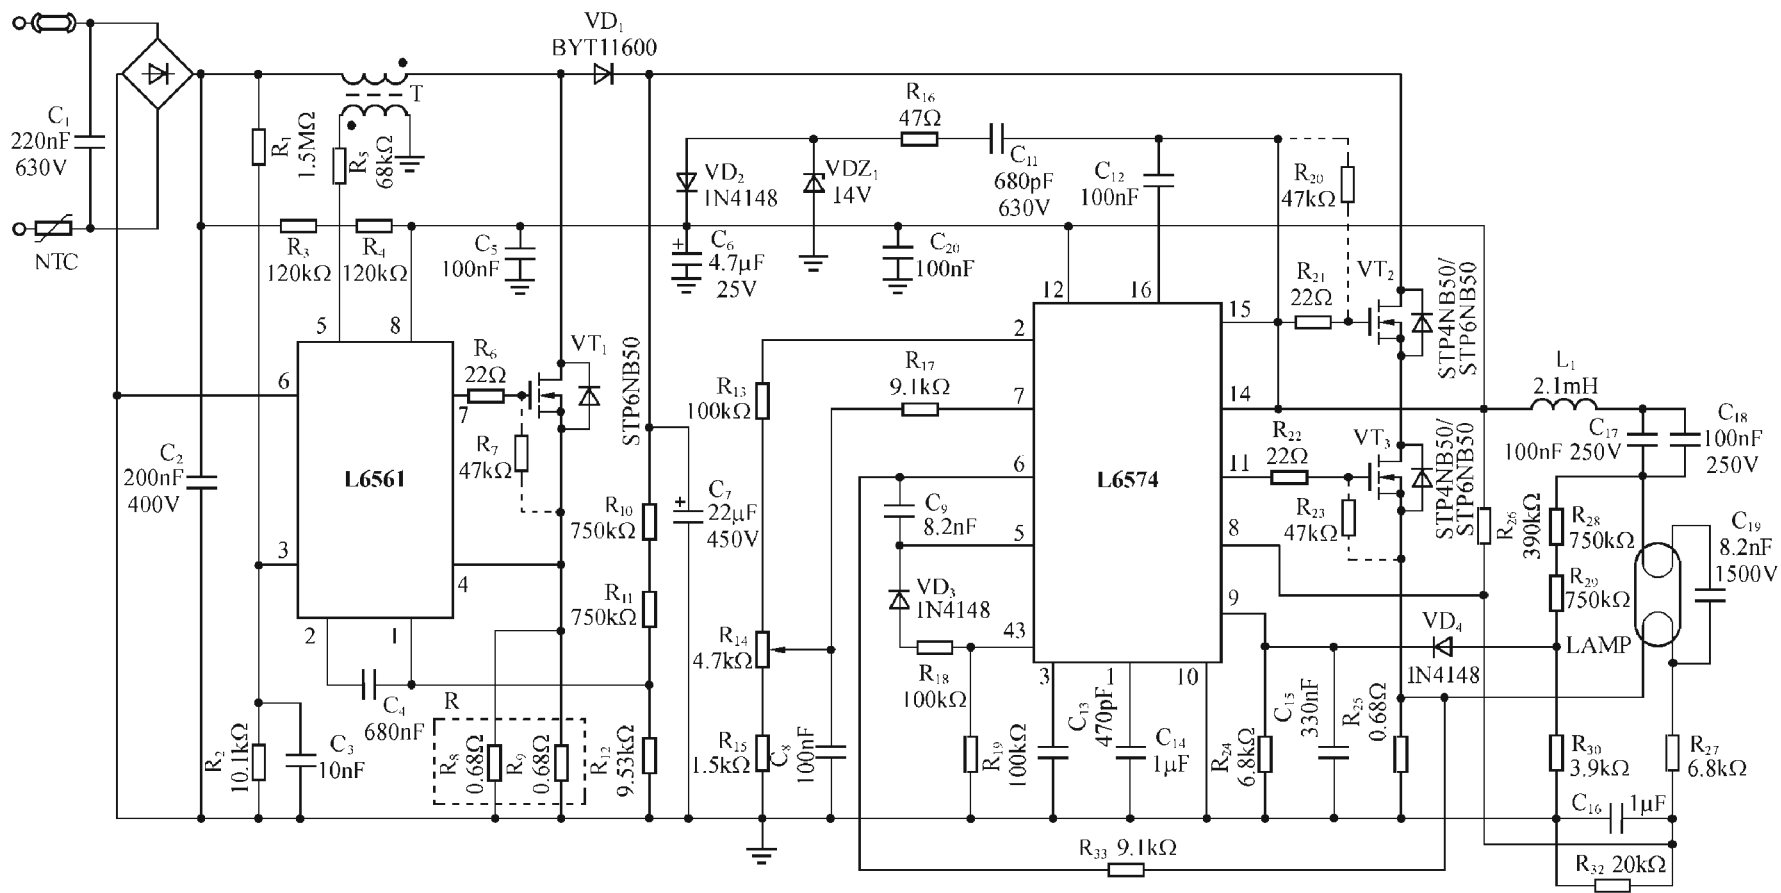 VD₁
BYT11600
C₁
220nF
630V
NTC
T
R₁
1.5MΩ
R₅
68kΩ
R₃
120kΩ
R₄
120kΩ
C₅
100nF
VD₂
1N4148
VDZ₁
14V
R₁₆
47Ω
C₁₁
680pF
630V
C₁₂
100nF
R₂₀
47kΩ
C₆
4.7μF
25V
+
C₂₀
100nF
12
16
R₂₁
22Ω
VT₂
STP4NB50/
STP6NB50
5
8
6
7
3
4
2
1
L6561
R₆
22Ω
VT₁
STP6NB50
R₇
47kΩ
C₂
200nF
400V
R₁₀
750kΩ
+
C₇
22μF
450V
R₁₁
750kΩ
C₄
680nF
R
R₈
0.68Ω
R₉
0.68Ω
R₁₂
9.53kΩ
R₂
10.1kΩ
C₃
10nF
R₁₃
100kΩ
R₁₄
4.7kΩ
R₁₅
1.5kΩ
C₈
100nF
R₁₇
9.1kΩ
C₉
8.2nF
VD₃
1N4148
R₁₈
100kΩ
R₁₉
100kΩ
2
7
6
5
43
15
14
11
8
9
L6574
3
1
10
C₁₃
470pF
C₁₄
1μF
R₂₂
22Ω
VT₃
STP4NB50/
STP6NB50
R₂₃
47kΩ
L₁
2.1mH
C₁₇
100nF 250V
C₁₈
100nF
250V
R₂₆
390kΩ
R₂₈
750kΩ
R₂₉
750kΩ
C₁₉
8.2nF
1500V
LAMP
VD₄
1N4148
R₂₄
6.8kΩ
C₁₅
330nF
R₂₅
0.68Ω
R₃₀
3.9kΩ
R₂₇
6.8kΩ
C₁₆
1μF
R₃₃ 9.1kΩ
R₃₂ 20kΩ